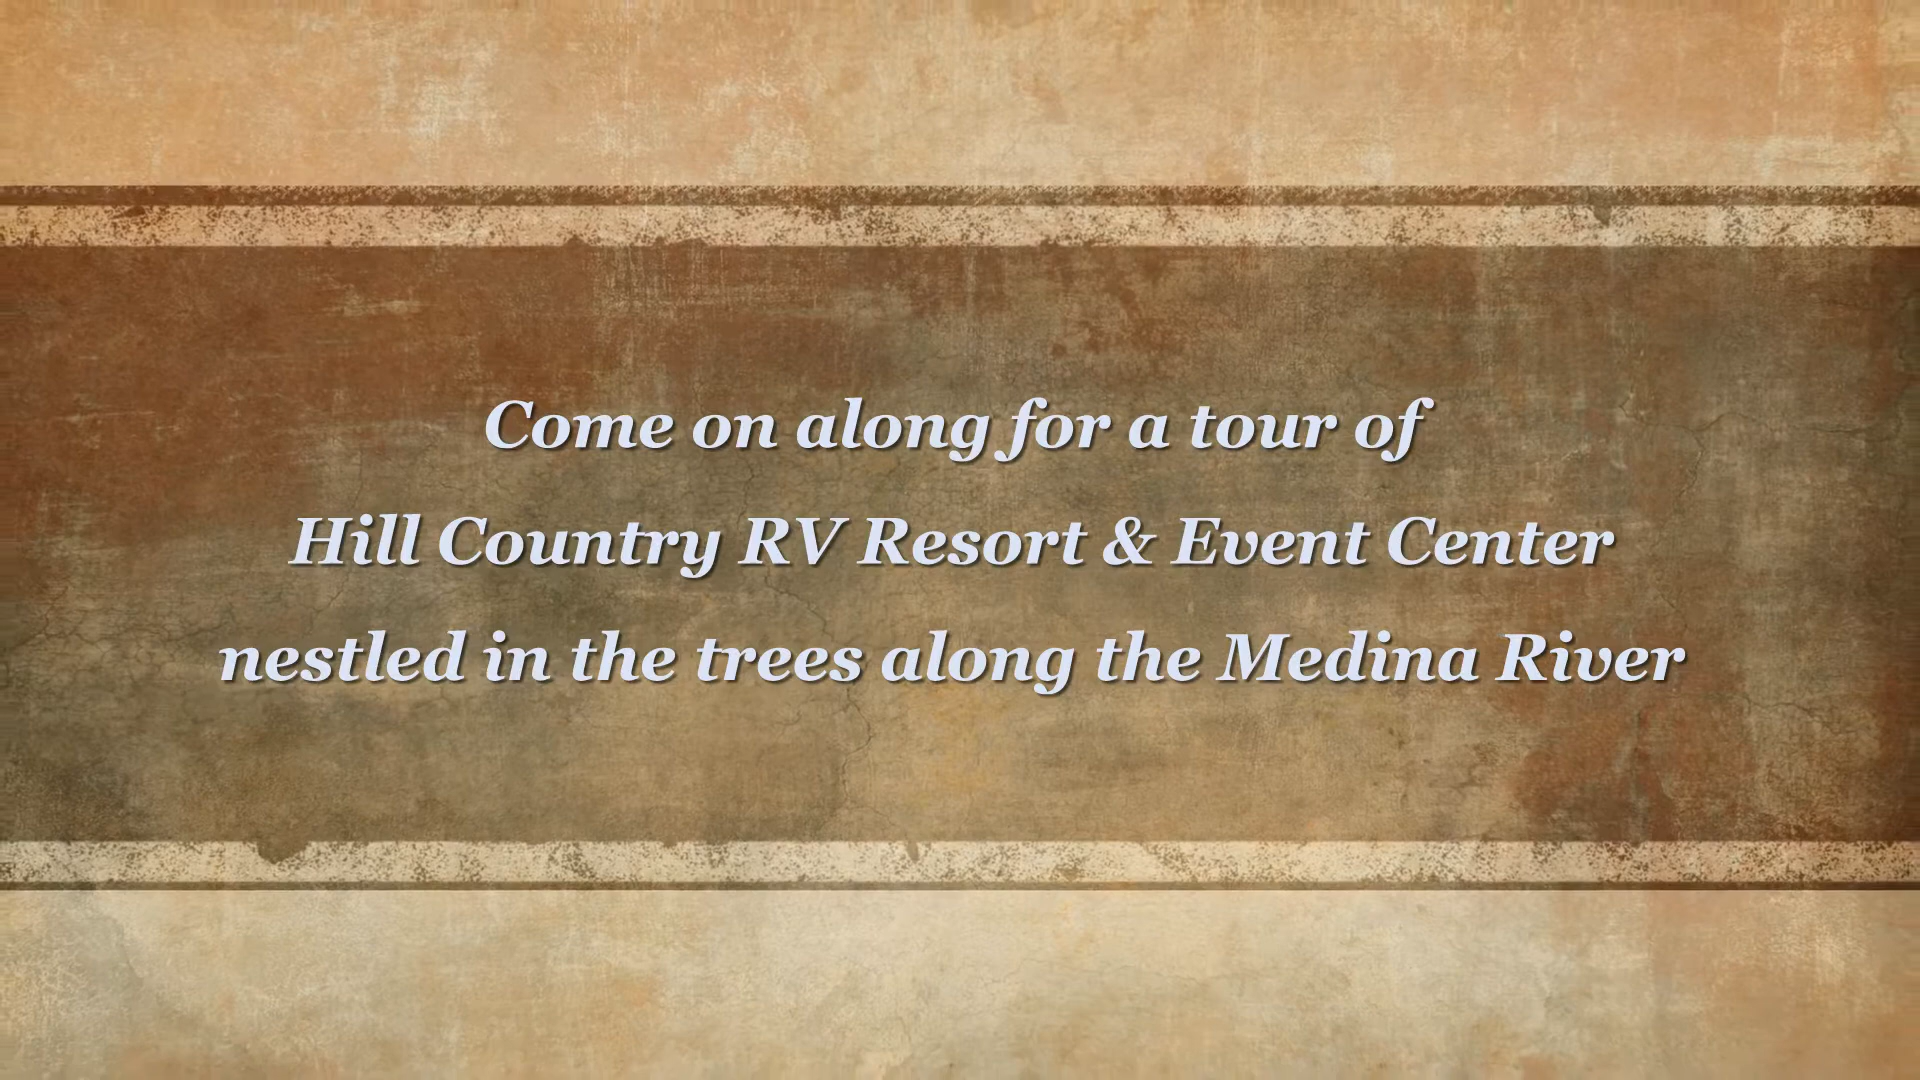 Come on along for a tour of
Hill Country RV Resort & Event Center
nestled in the trees along the Medina River